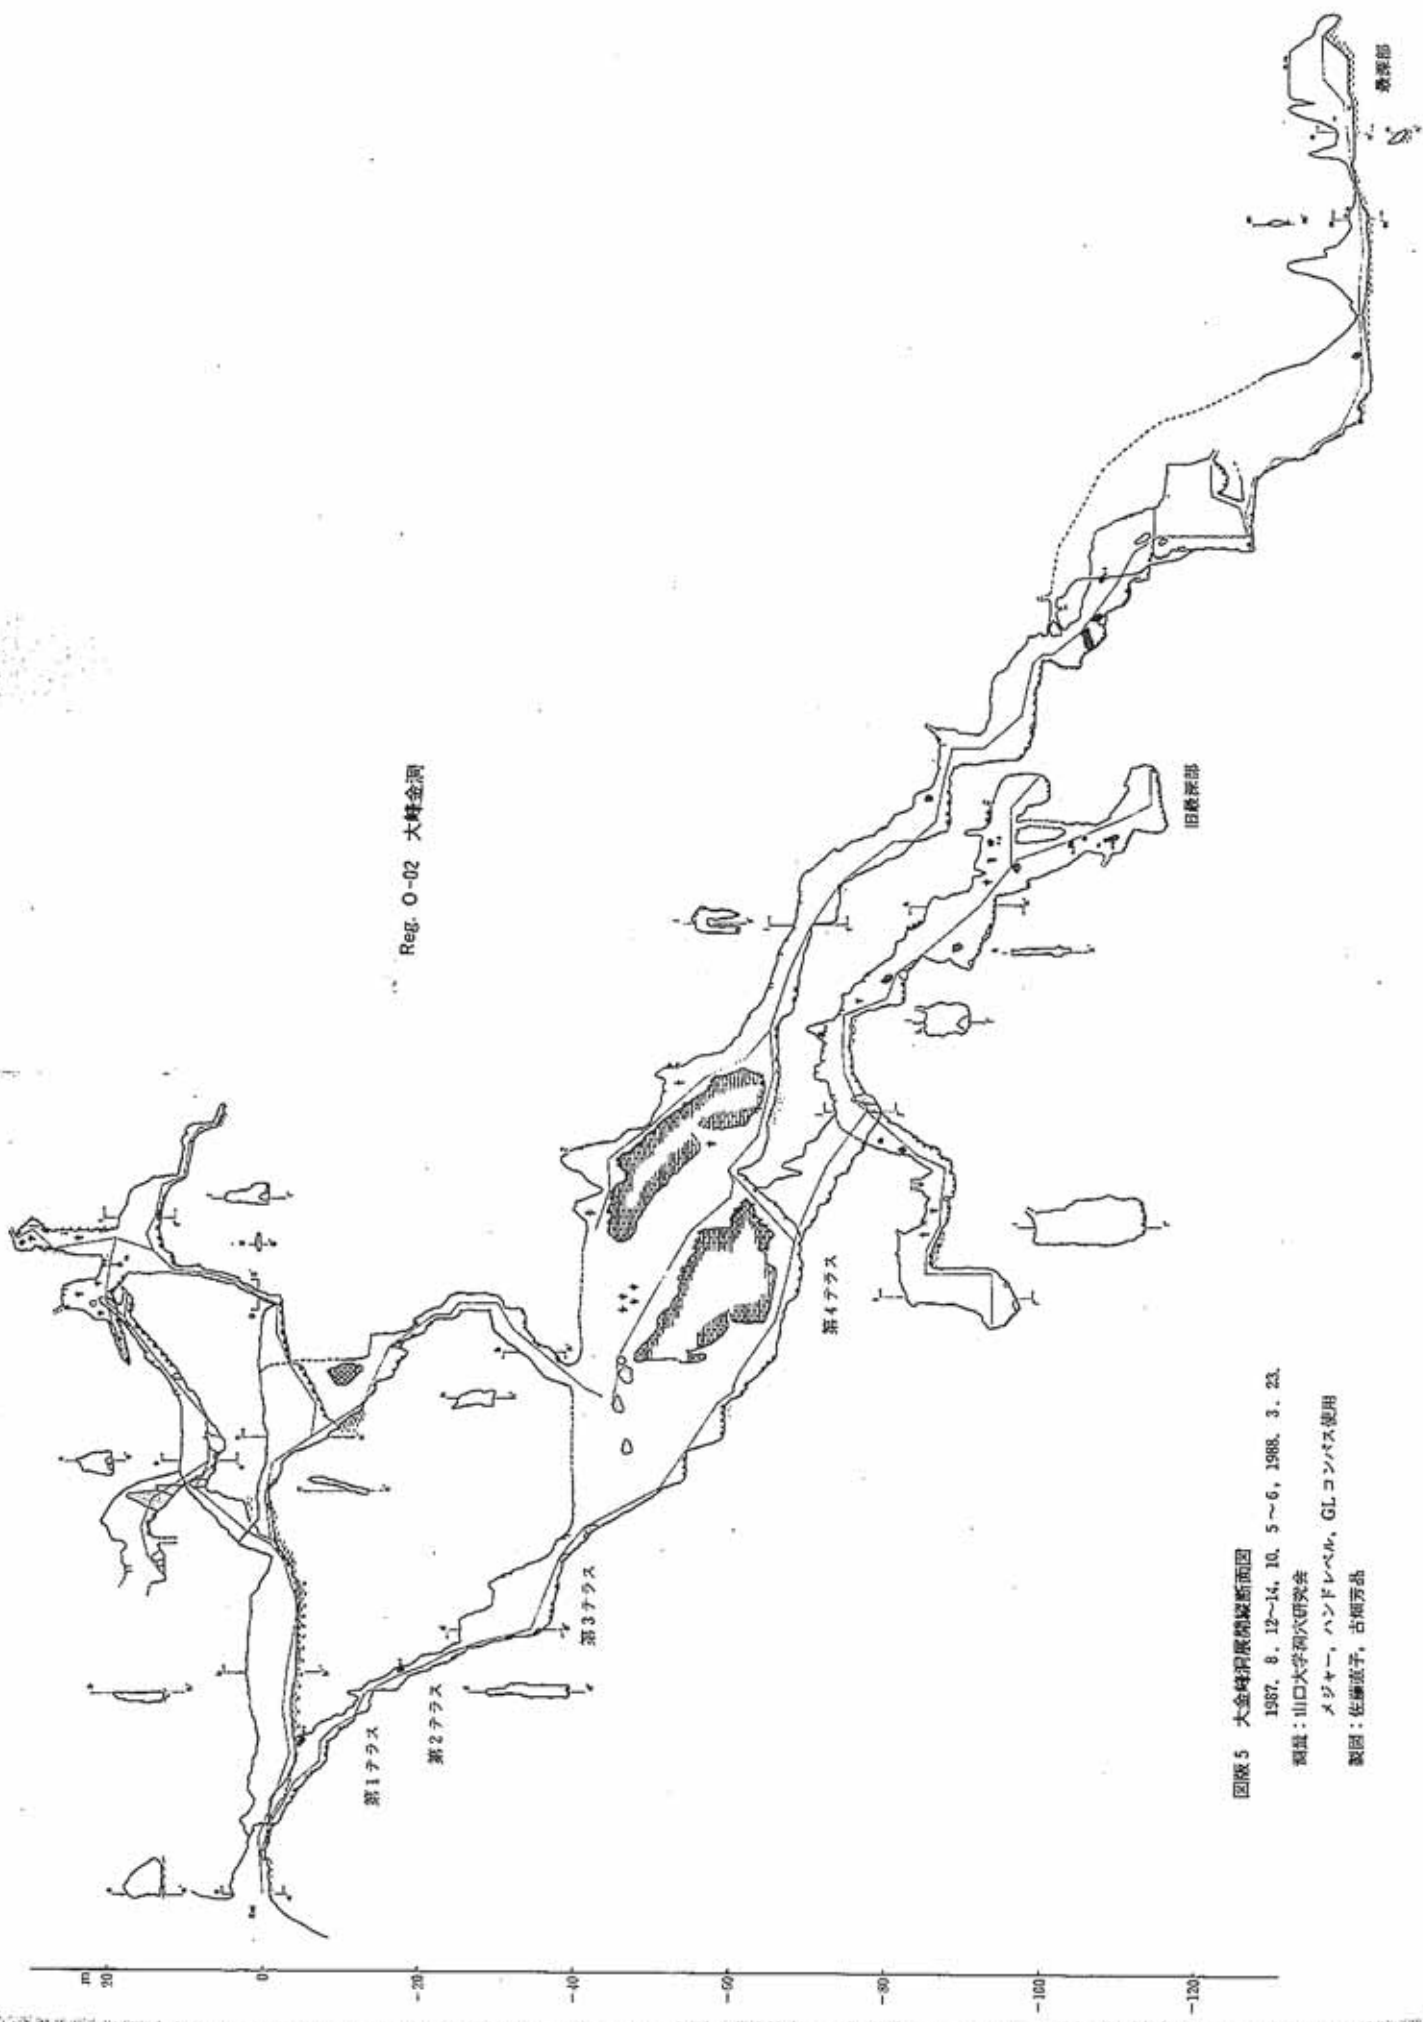 Reg. O-02 大峰金洞
m
20
0
-20
-40
-60
-80
-100
-120
第1テラス
第2テラス
第3テラス
第4テラス
旧最深部
最深部
図版5 大金峰洞展開縦断面図
1987. 8. 12~14, 10. 5~6, 1988. 3. 23.
測量:山口大学洞穴研究会
メジャー, ハンドレベル, GLコンパス使用
製図:佐藤直子, 古畑芳品